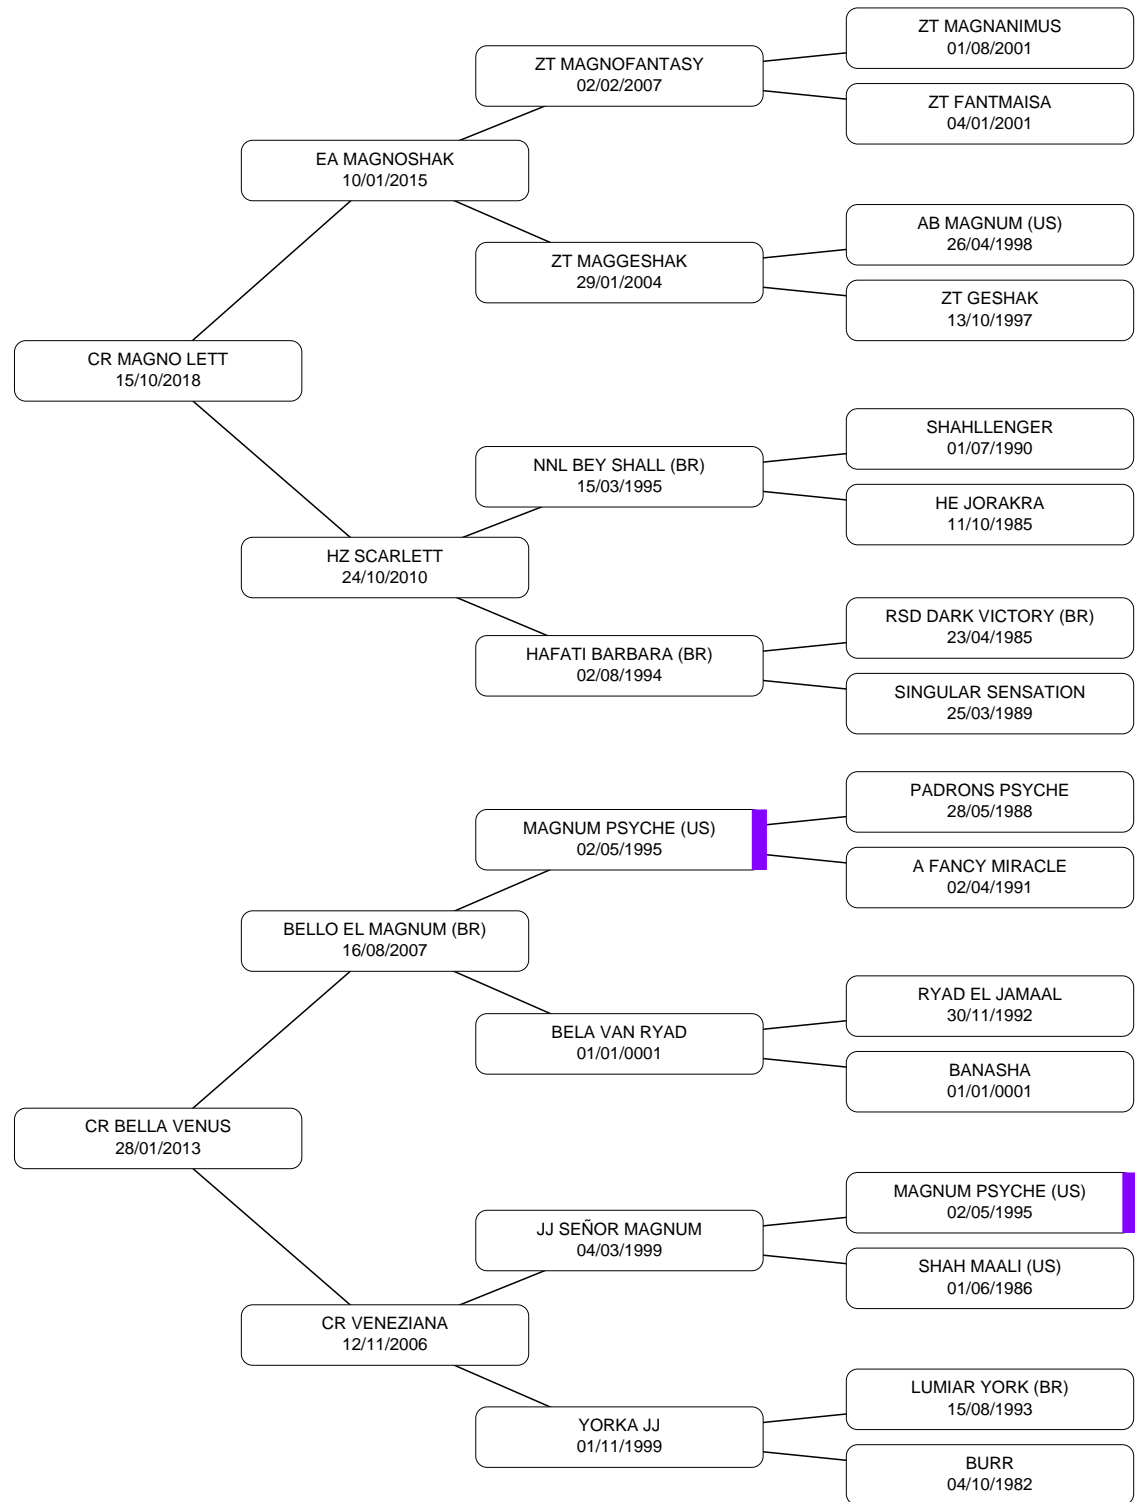 ZT MAGNANIMUS
01/08/2001
ZT MAGNOFANTASY
02/02/2007
ZT FANTMAISA
04/01/2001
EA MAGNOSHAK
10/01/2015
AB MAGNUM (US)
26/04/1998
ZT MAGGESHAK
29/01/2004
ZT GESHAK
13/10/1997
CR MAGNO LETT
15/10/2018
SHAHLLENGER
01/07/1990
NNL BEY SHALL (BR)
15/03/1995
HE JORAKRA
11/10/1985
HZ SCARLETT
24/10/2010
RSD DARK VICTORY (BR)
23/04/1985
HAFATI BARBARA (BR)
02/08/1994
SINGULAR SENSATION
25/03/1989
PADRONS PSYCHE
28/05/1988
MAGNUM PSYCHE (US)
02/05/1995
A FANCY MIRACLE
02/04/1991
BELLO EL MAGNUM (BR)
16/08/2007
RYAD EL JAMAAL
30/11/1992
BELA VAN RYAD
01/01/0001
BANASHA
01/01/0001
CR BELLA VENUS
28/01/2013
MAGNUM PSYCHE (US)
02/05/1995
JJ SEÑOR MAGNUM
04/03/1999
SHAH MAALI (US)
01/06/1986
CR VENEZIANA
12/11/2006
LUMIAR YORK (BR)
15/08/1993
YORKA JJ
01/11/1999
BURR
04/10/1982